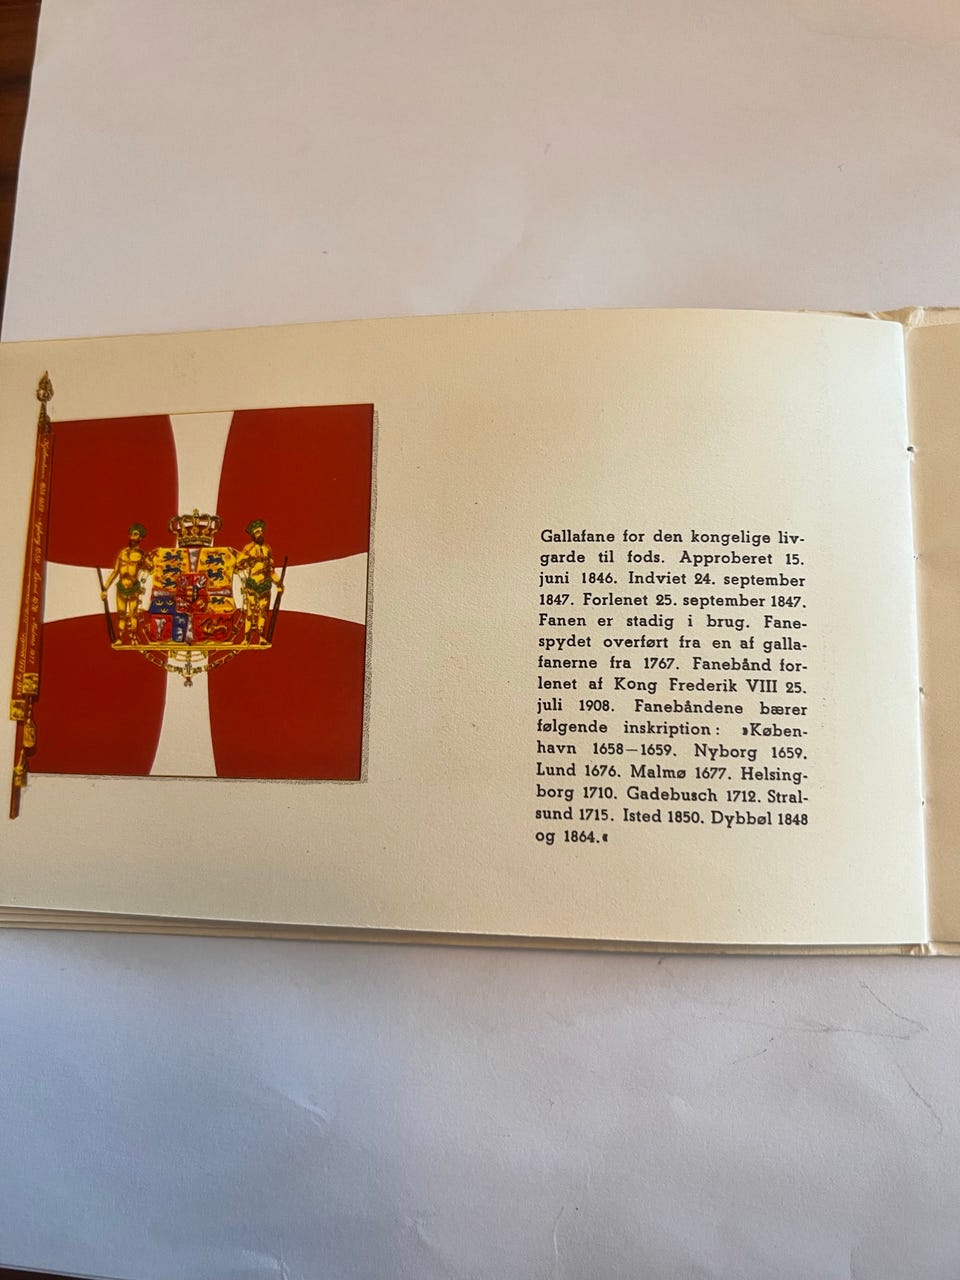 Gallafane for den kongelige liv-
garde til fods. Approberet 15.
juni 1846. Indviet 24. september
1847. Forlenet 25. september 1847.
Fanen er stadig i brug. Fane-
spydet overført fra en af galla-
fanerne fra 1767. Fanebånd for-
lenet af Kong Frederik VIII 25.
juli 1908. Fanebåndene bærer
følgende inskription: »Køben-
havn 1658—1659. Nyborg 1659.
Lund 1676. Malmø 1677. Helsing-
borg 1710. Gadebusch 1712. Stral-
sund 1715. Isted 1850. Dybbøl 1848
og 1864.«